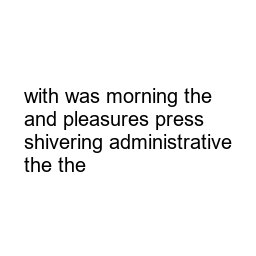 with was morning the
and pleasures press
shivering administrative
the the